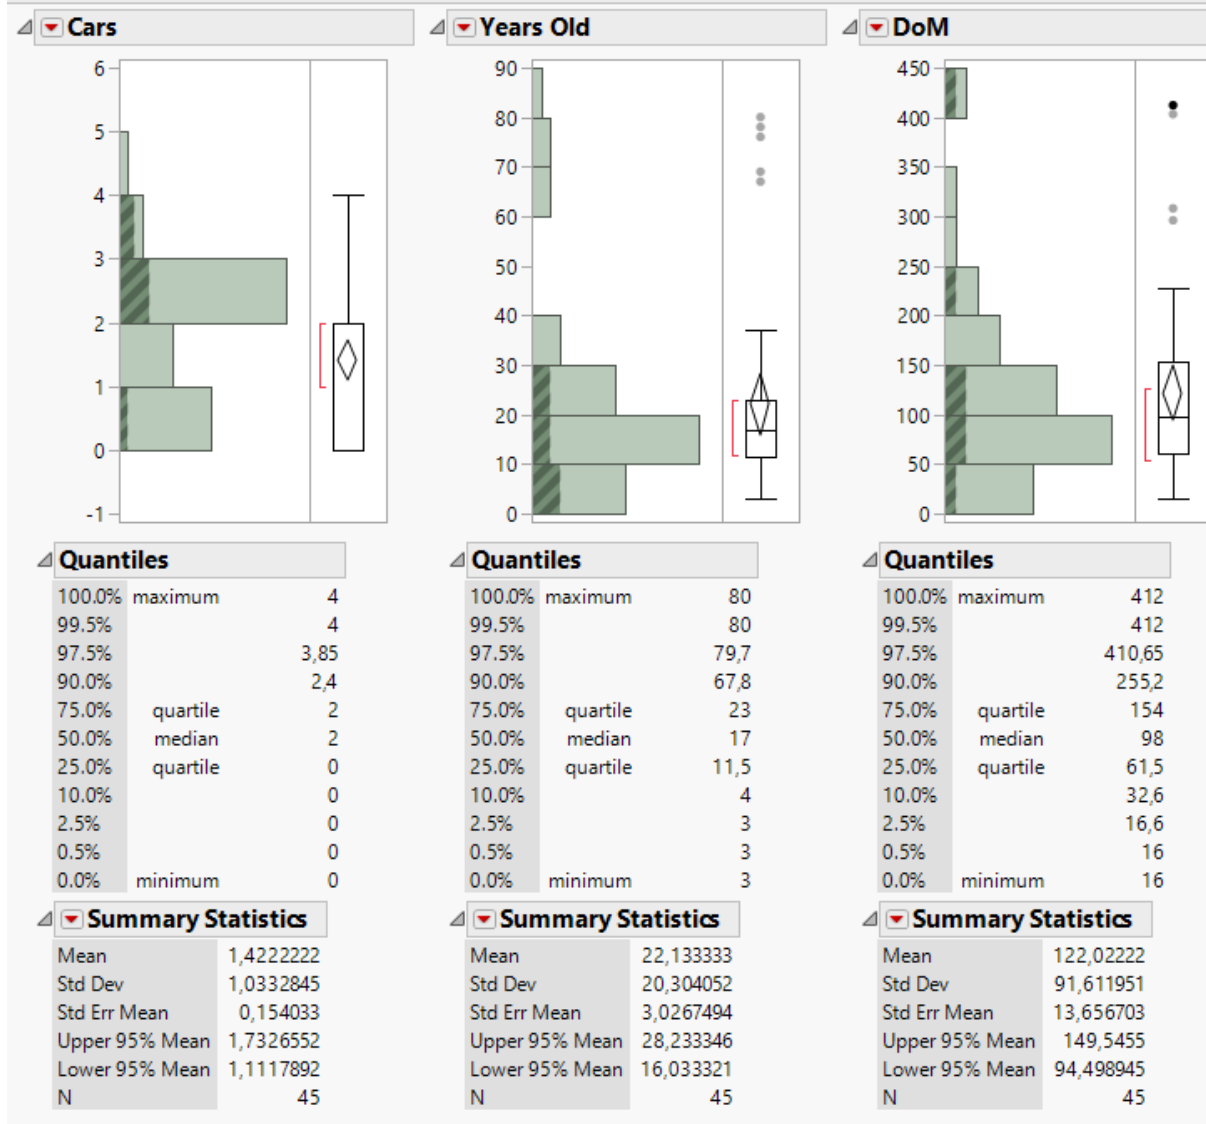 Cars
6
5
4
3
2
1
0
-1
Quantiles
100.0% maximum 4
99.5% 4
97.5% 3,85
90.0% 2,4
75.0% quartile 2
50.0% median 2
25.0% quartile 0
10.0% 0
2.5% 0
0.5% 0
0.0% minimum 0
Summary Statistics
Mean 1,4222222
Std Dev 1,0332845
Std Err Mean 0,154033
Upper 95% Mean 1,7326552
Lower 95% Mean 1,1117892
N 45
Years Old
90
80
70
60
50
40
30
20
10
0
Quantiles
100.0% maximum 80
99.5% 80
97.5% 79,7
90.0% 67,8
75.0% quartile 23
50.0% median 17
25.0% quartile 11,5
10.0% 4
2.5% 3
0.5% 3
0.0% minimum 3
Summary Statistics
Mean 22,133333
Std Dev 20,304052
Std Err Mean 3,0267494
Upper 95% Mean 28,233346
Lower 95% Mean 16,033321
N 45
DoM
450
400
350
300
250
200
150
100
50
0
Quantiles
100.0% maximum 412
99.5% 412
97.5% 410,65
90.0% 255,2
75.0% quartile 154
50.0% median 98
25.0% quartile 61,5
10.0% 32,6
2.5% 16,6
0.5% 16
0.0% minimum 16
Summary Statistics
Mean 122,02222
Std Dev 91,611951
Std Err Mean 13,656703
Upper 95% Mean 149,5455
Lower 95% Mean 94,498945
N 45